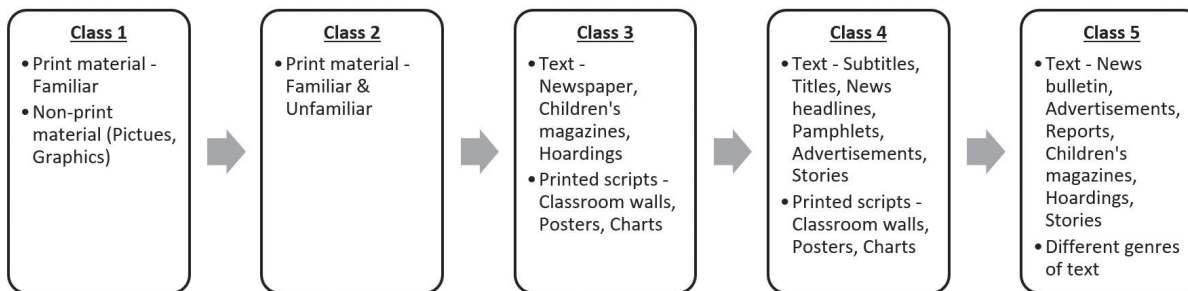 Class 1
• Print material -
Familiar
• Non-print
material (Pictues,
Graphics)
Class 2
• Print material -
Familiar &
Unfamiliar
Class 3
• Text -
Newspaper,
Children's
magazines,
Hoardings
• Printed scripts -
Classroom walls,
Posters, Charts
Class 4
• Text - Subtitles,
Titles, News
headlines,
Pamphlets,
Advertisements,
Stories
• Printed scripts -
Classroom walls,
Posters, Charts
Class 5
• Text - News
bulletin,
Advertisements,
Reports,
Children's
magazines,
Hoardings,
Stories
• Different genres
of text